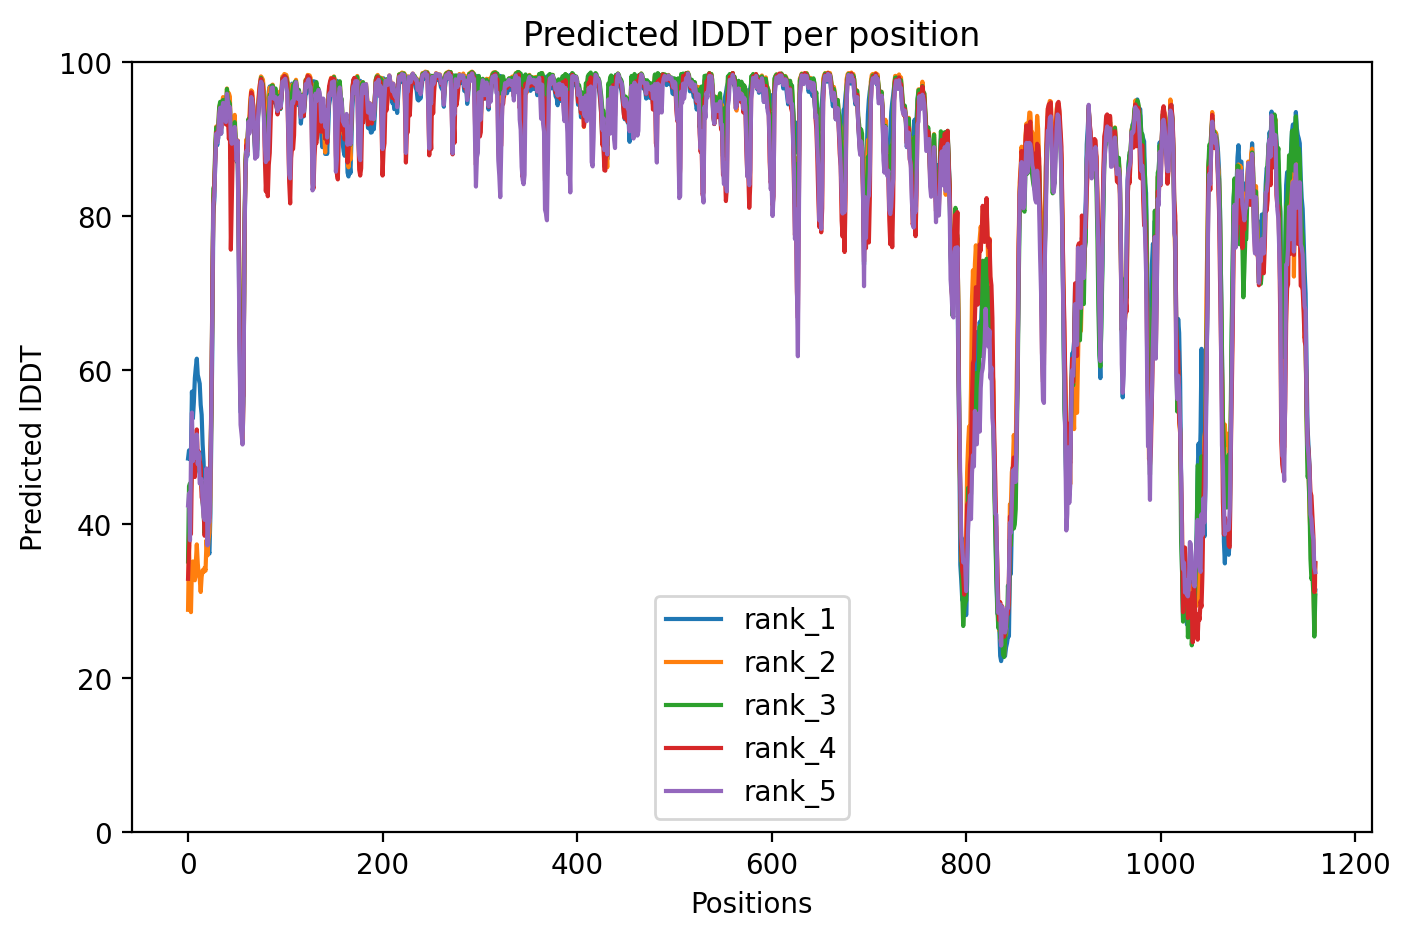 Predicted lDDT per position
Predicted lDDT
100
80
60
40
20
0
rank_1
rank_2
rank_3
rank_4
rank_5
0 200 400 600 800 1000 1200
Positions